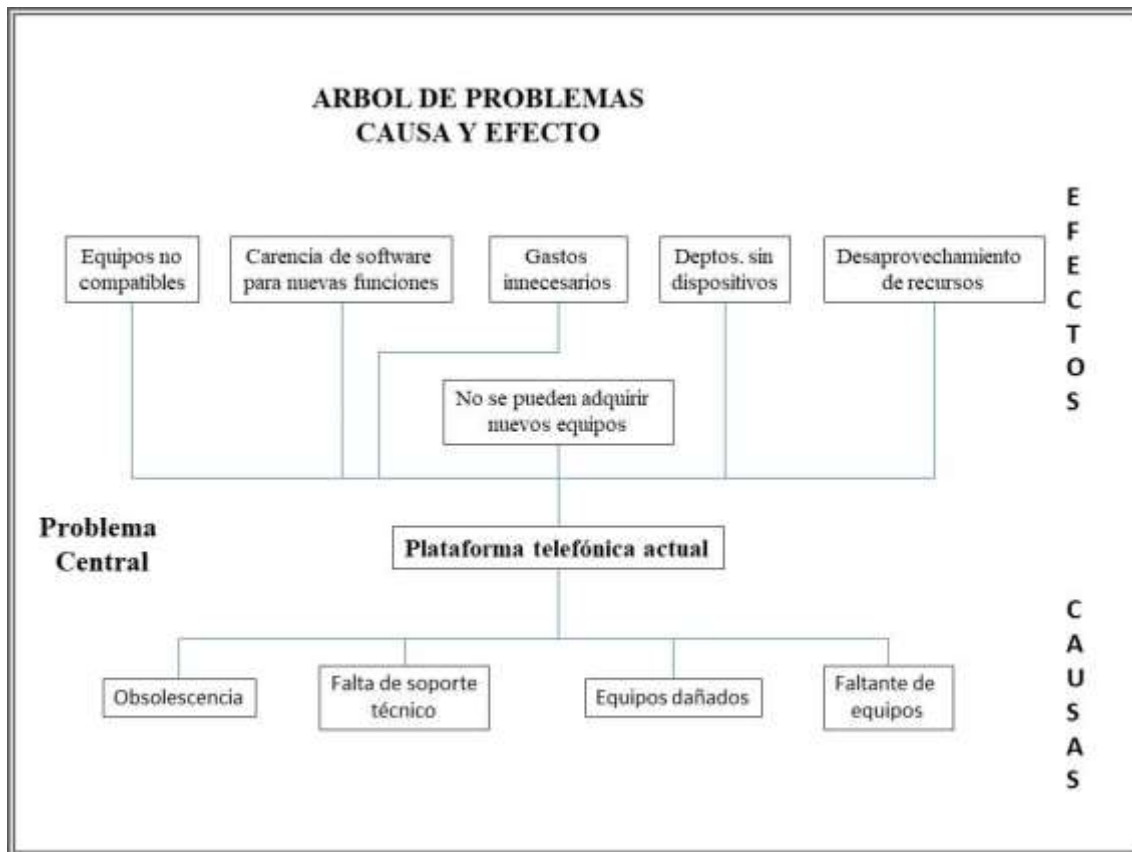 ARBOL DE PROBLEMAS
CAUSA Y EFECTO
EFECTOS
Equipos no
compatibles
Carencia de software
para nuevas funciones
Gastos
innecesarios
Deptos. sin
dispositivos
Desaprovechamiento
de recursos
No se pueden adquirir
nuevos equipos
Problema
Central
Plataforma telefónica actual
CAUSAS
Obsolescencia
Falta de soporte
técnico
Equipos dañados
Faltante de
equipos